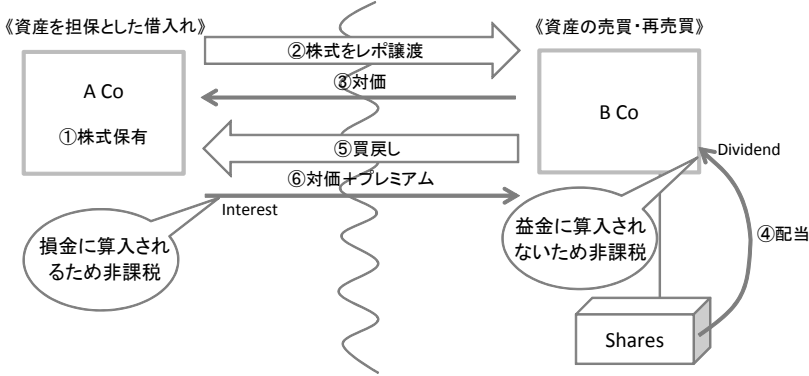 《資産を担保とした借入れ》
《資産の売買・再売買》
②株式をレポ譲渡
A Co
③対価
B Co
①株式保有
⑤買戻し
Dividend
⑥対価＋プレミアム
Interest
損金に算入され
るため非課税
益金に算入され
ないため非課税
④配当
Shares